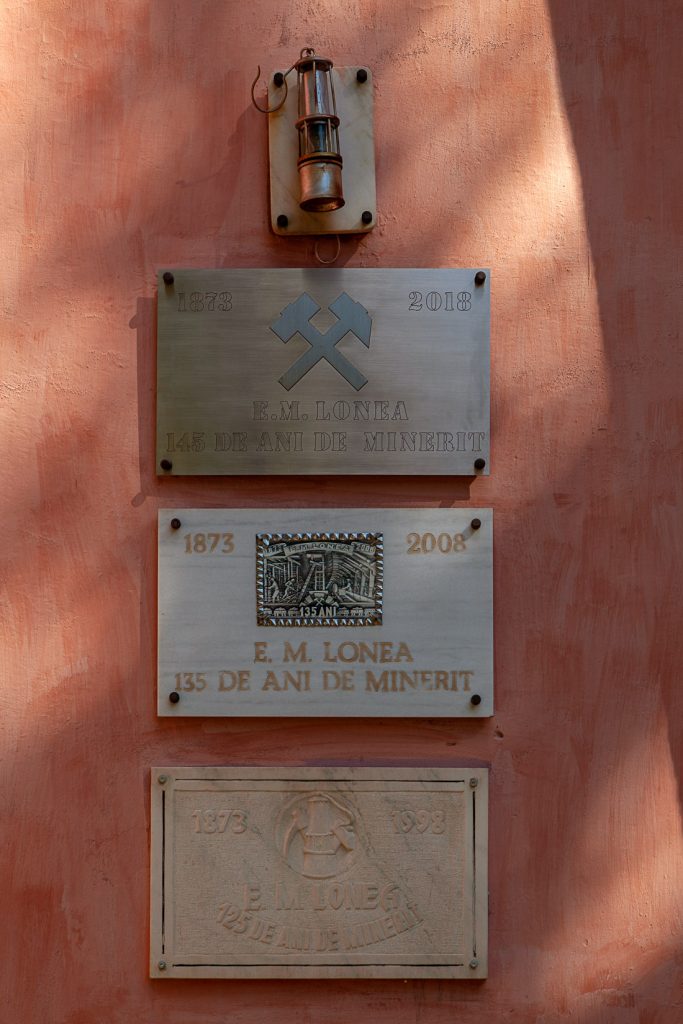 1873 2018
E.M. LONEA
145 DE ANI DE MINERIT
1873 2008
135 ANI
E. M. LONEA
135 DE ANI DE MINERIT
1873 1998
E. M. LONEA
125 DE ANI DE MINERIT